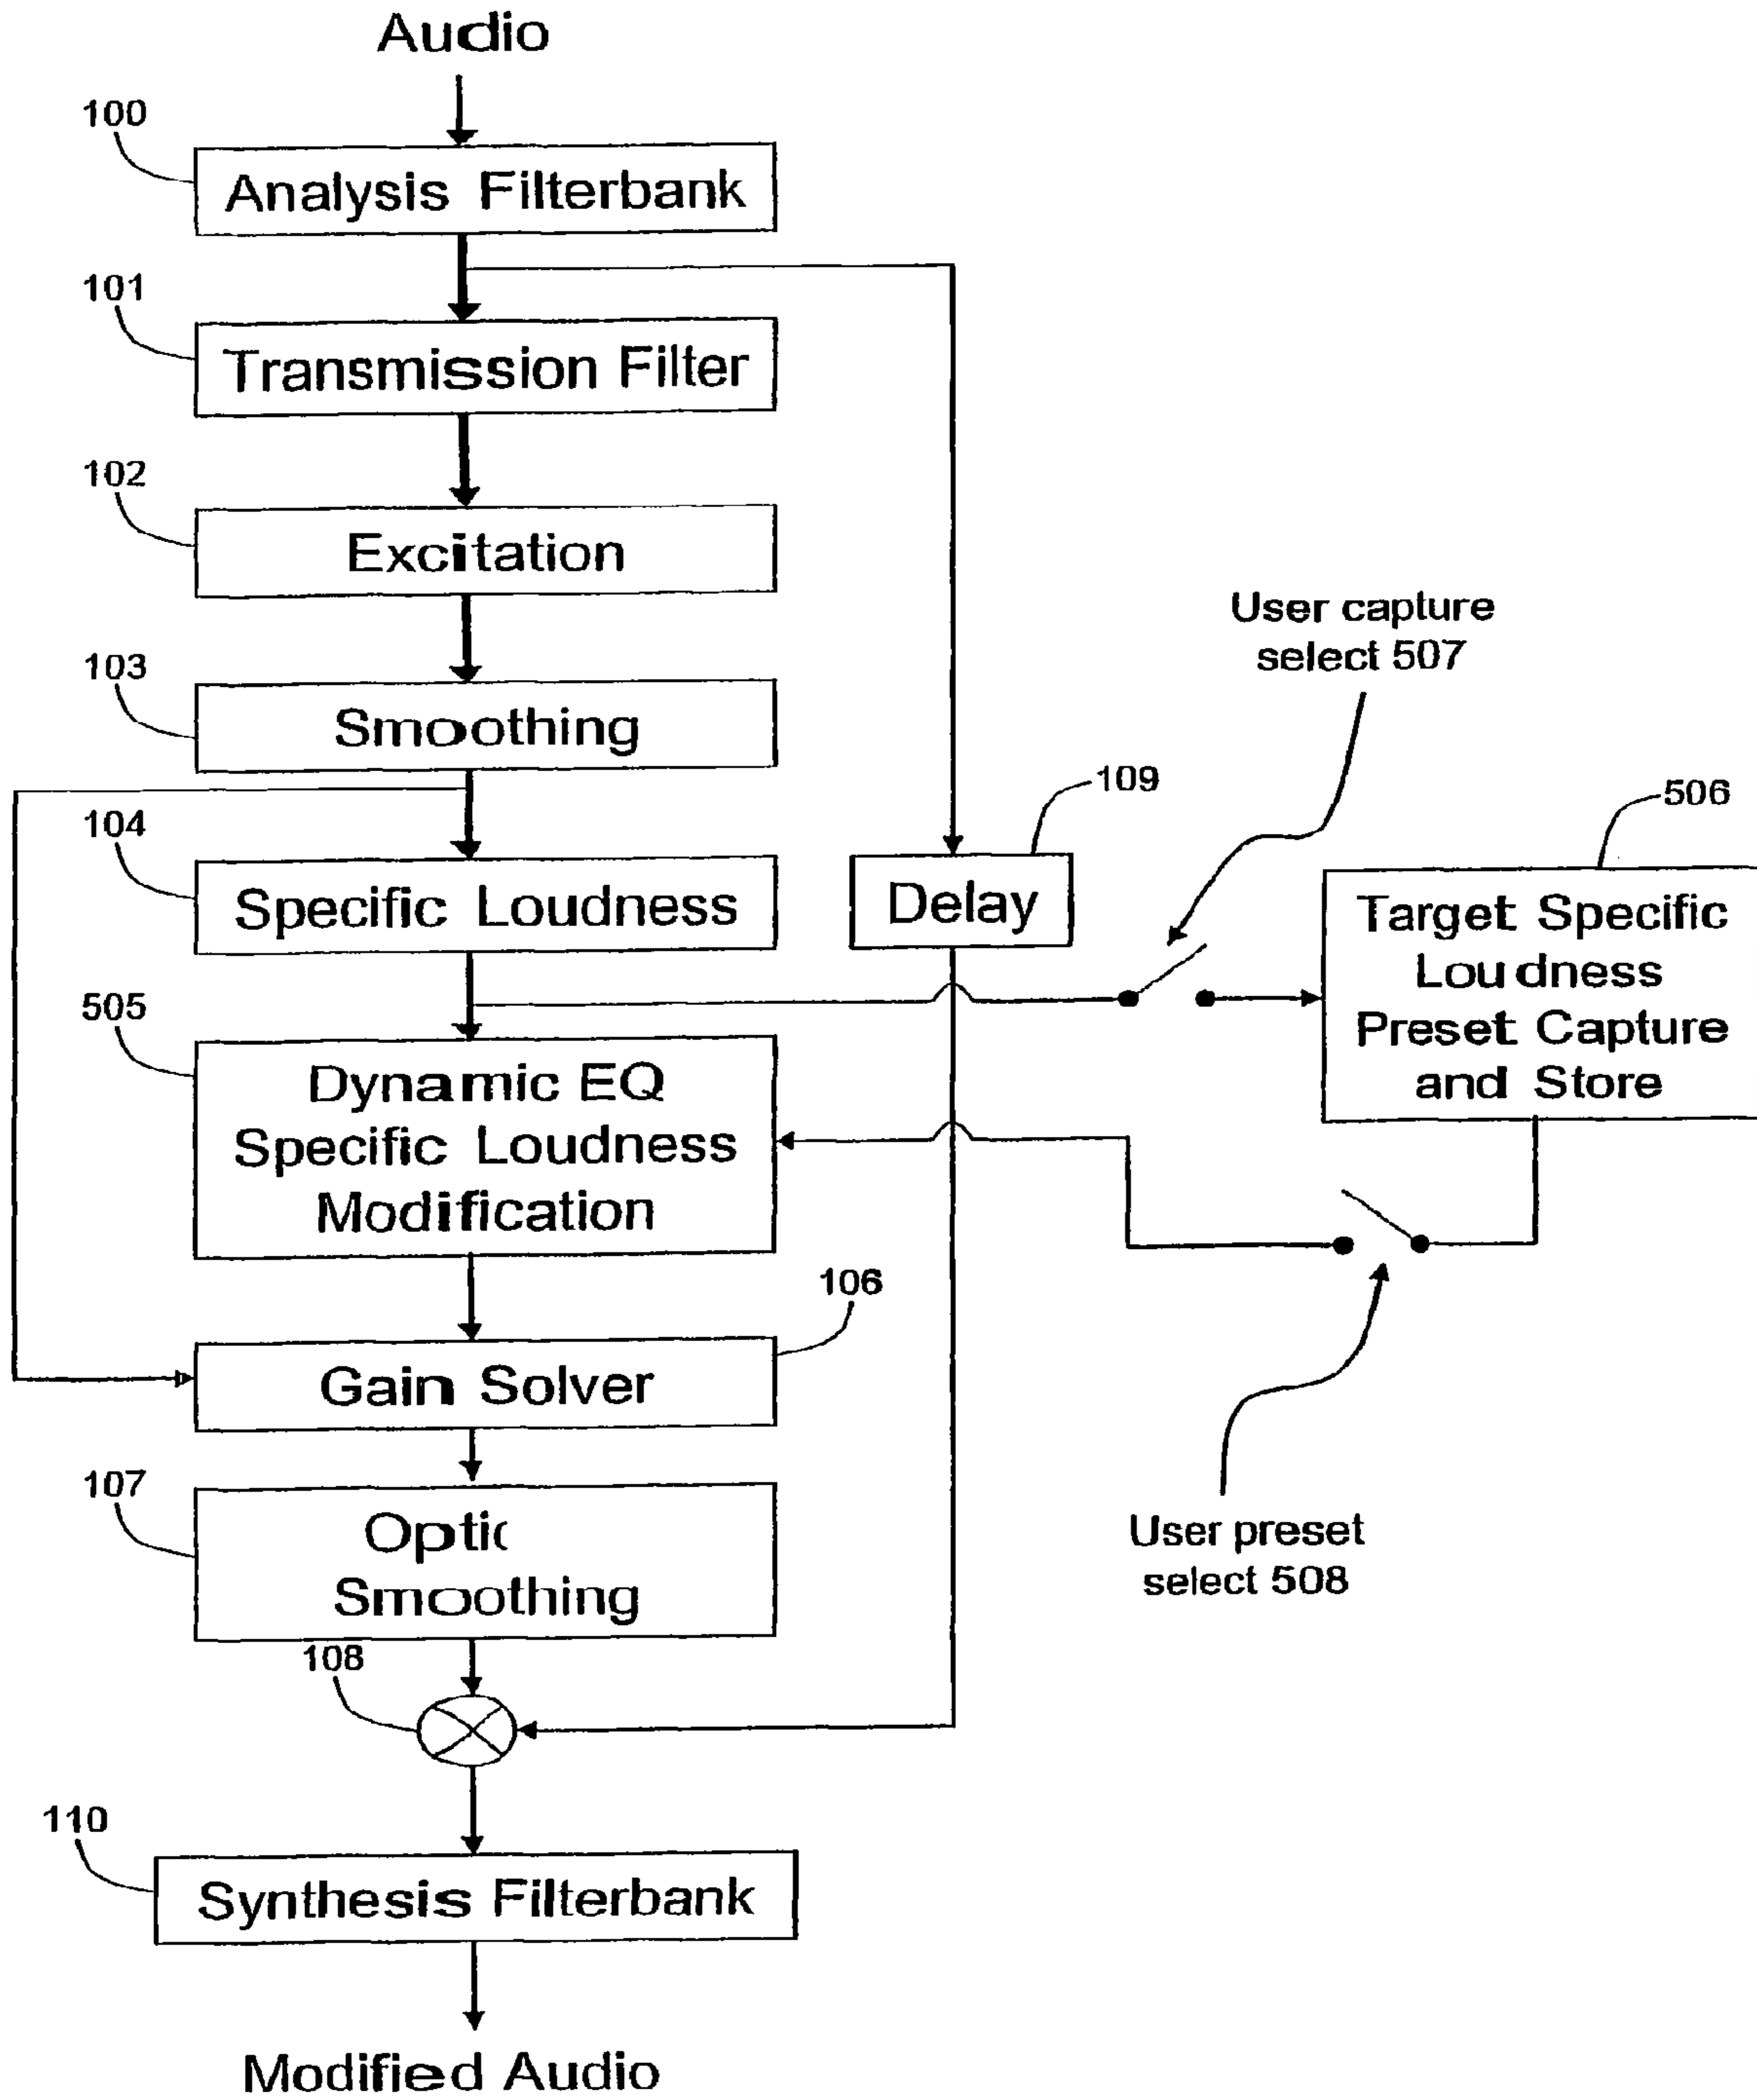 Audio
100
Analysis Filterbank
101
Transmission Filter
102
Excitation
103
Smoothing
104
Specific Loudness
109
Delay
User capture
select 507
506
Target Specific
Loudness
Preset Capture
and Store
505
Dynamic EQ
Specific Loudness
Modification
106
Gain Solver
User preset
select 508
107
Smoothing
108
110
Synthesis Filterbank
Modified Audio